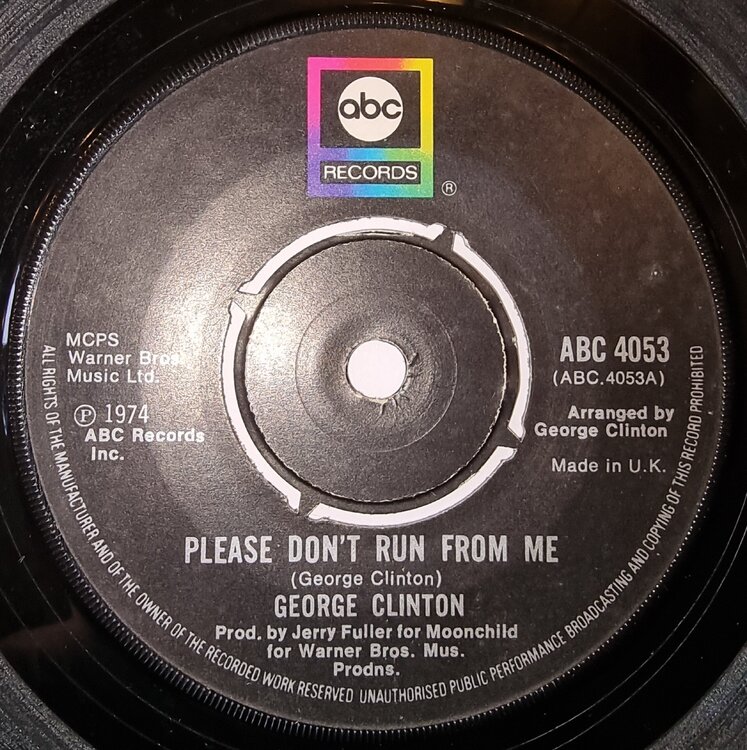 abc
RECORDS
®
MCPS
Warner Bros
Music Ltd.
Ⓟ 1974
ABC Records
Inc.
ABC 4053
(ABC.4053A)
Arranged by
George Clinton
Made in U.K.
PLEASE DON'T RUN FROM ME
(George Clinton)
GEORGE CLINTON
Prod. by Jerry Fuller for Moonchild
for Warner Bros. Mus.
Prodns.
ALL RIGHTS OF THE MANUFACTURER AND OF THE OWNER OF THE RECORDED WORK RESERVED UNAUTHORISED PUBLIC PERFORMANCE BROADCASTING AND COPYING OF THIS RECORD PROHIBITED